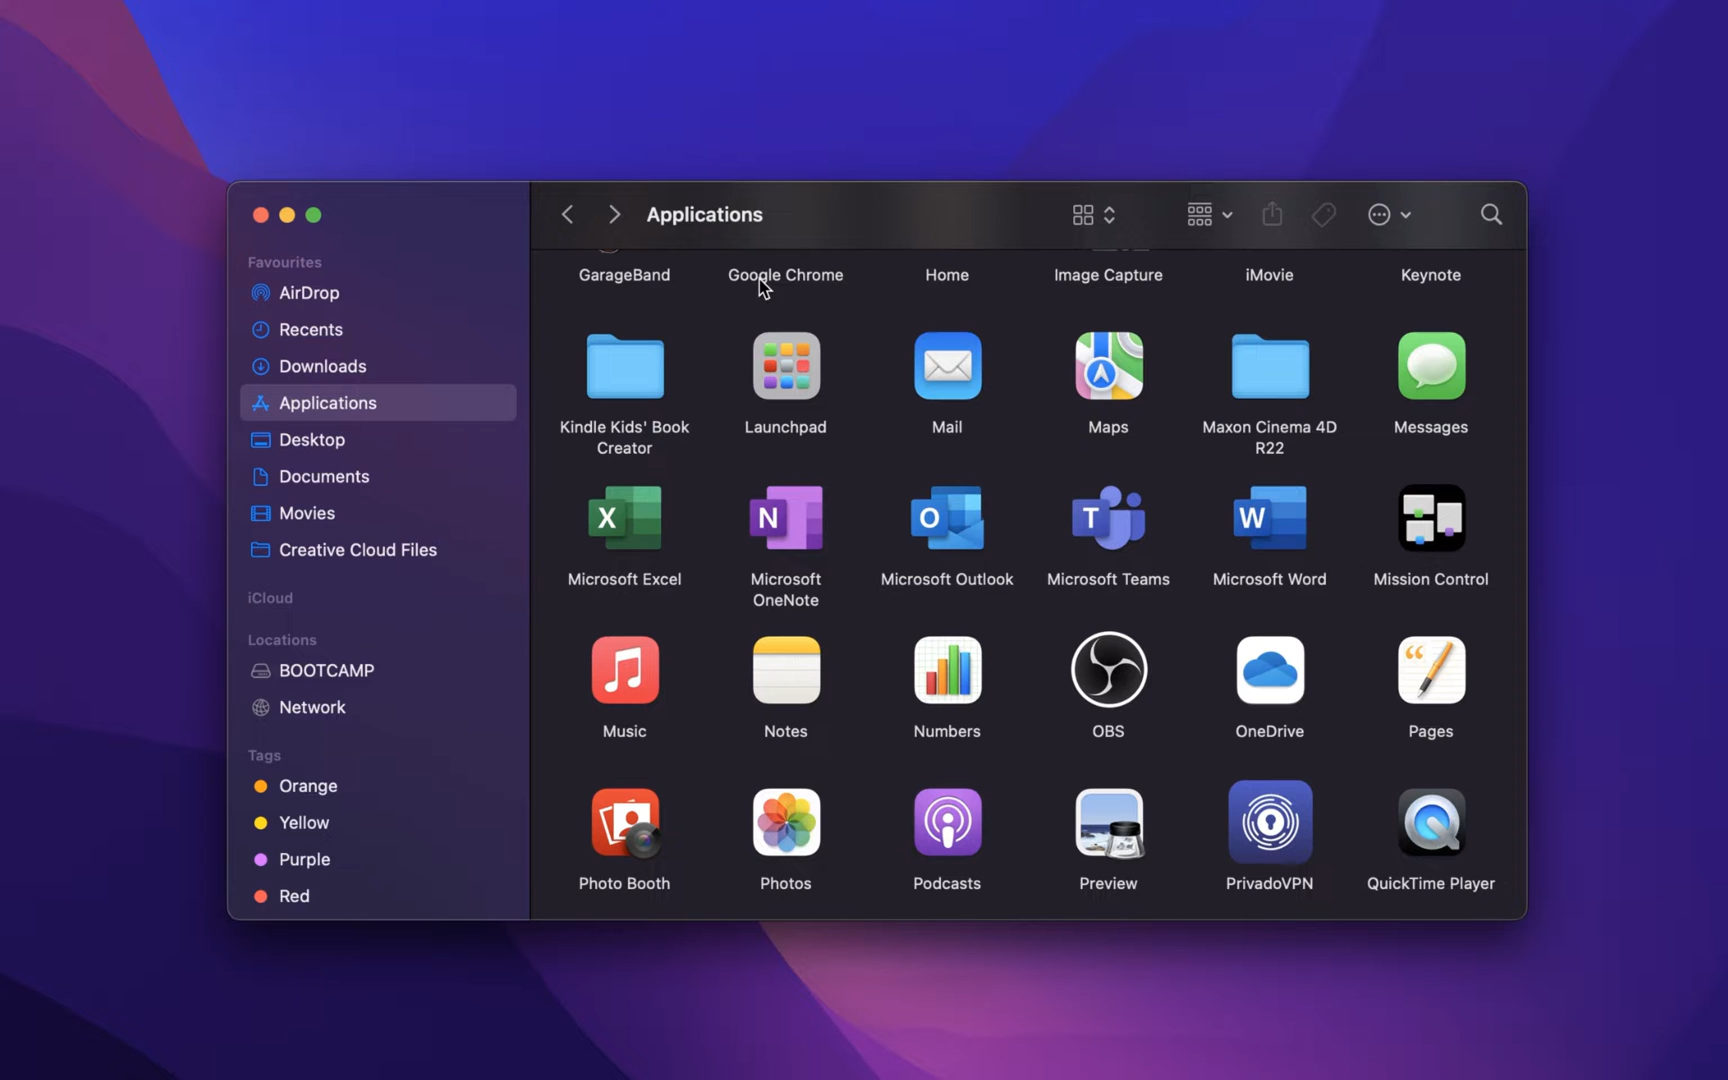 Applications
Favourites
AirDrop
Recents
Downloads
Applications
Desktop
Documents
Movies
Creative Cloud Files
iCloud
Locations
BOOTCAMP
Network
Tags
Orange
Yellow
Purple
Red
GarageBand
Google Chrome
Home
Image Capture
iMovie
Keynote
Kindle Kids' Book
Creator
Launchpad
Mail
Maps
Maxon Cinema 4D
R22
Messages
X
N
O
T
W
Microsoft Excel
Microsoft
OneNote
Microsoft Outlook
Microsoft Teams
Microsoft Word
Mission Control
Music
Notes
Numbers
OBS
OneDrive
Pages
Photo Booth
Photos
Podcasts
Preview
PrivadoVPN
QuickTime Player